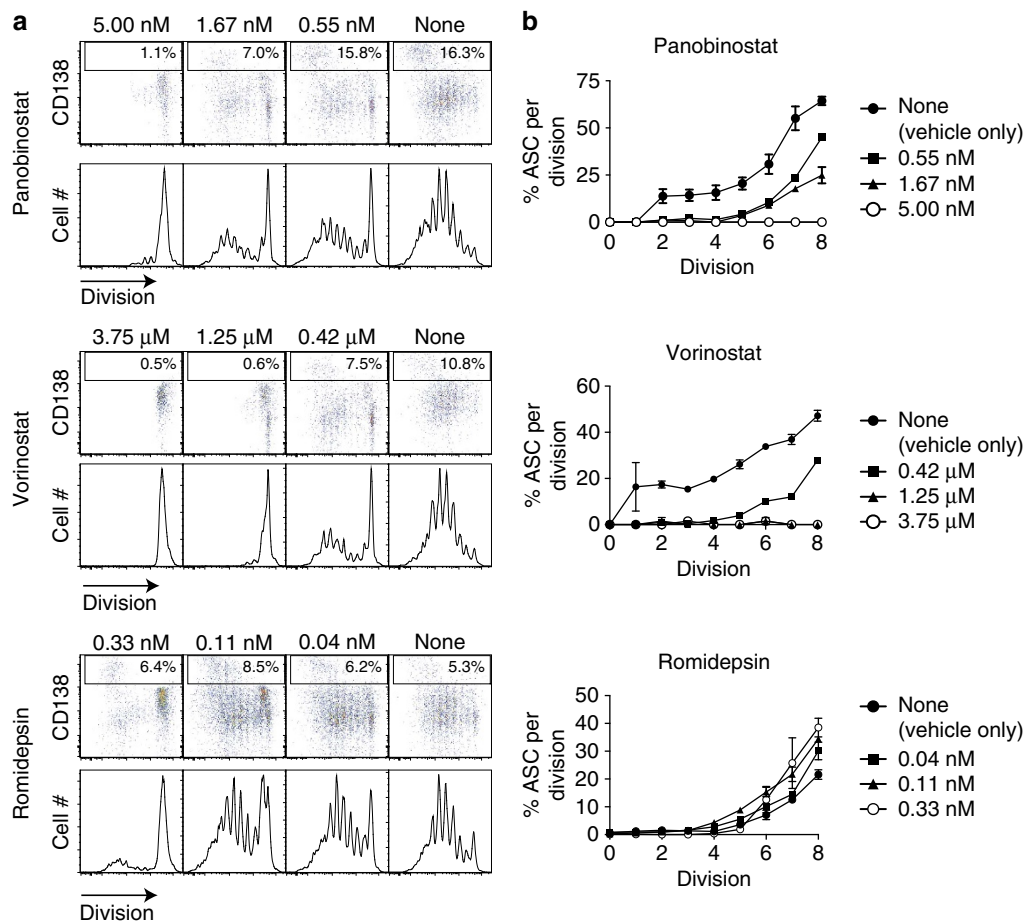 a
5.00 nM 1.67 nM 0.55 nM None
1.1% 7.0% 15.8% 16.3%
Panobinostat
CD138
Cell #
Division
3.75 μM 1.25 μM 0.42 μM None
0.5% 0.6% 7.5% 10.8%
Vorinostat
CD138
Cell #
Division
0.33 nM 0.11 nM 0.04 nM None
6.4% 8.5% 6.2% 5.3%
Romidepsin
CD138
Cell #
Division
b
Panobinostat
% ASC per
division
75
50
25
0
0 2 4 6 8
Division
None
(vehicle only)
0.55 nM
1.67 nM
5.00 nM
Vorinostat
% ASC per
division
60
40
20
0
0 2 4 6 8
Division
None
(vehicle only)
0.42 μM
1.25 μM
3.75 μM
Romidepsin
% ASC per
division
50
40
30
20
10
0
0 2 4 6 8
Division
None
(vehicle only)
0.04 nM
0.11 nM
0.33 nM